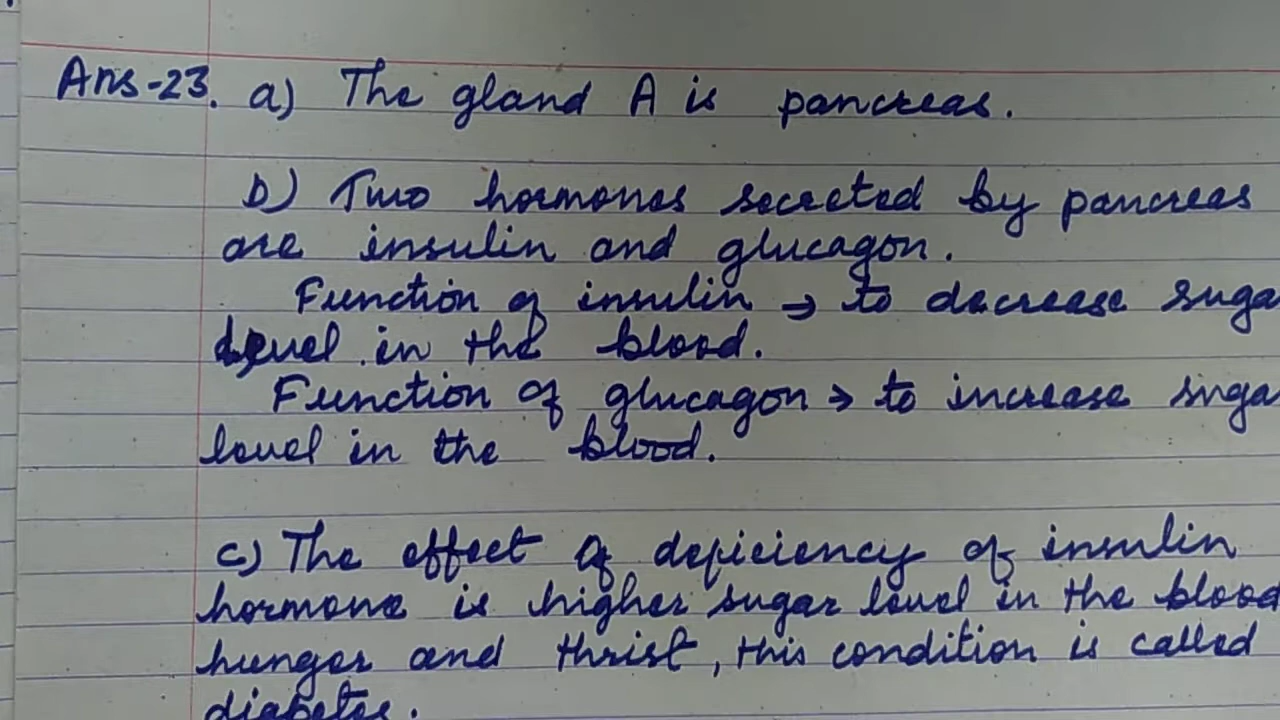 Ans-23. a) The gland A is pancreas.
b) Two hormones secreted by pancreas
are insulin and glucagon.
Function of insulin → to decrease suga
level in the blood.
Function of glucagon → to increase suga
level in the blood.
c) The effect of deficiency of insulin
hormone is higher sugar level in the blood
hunger and thrist, this condition is called
diabetes.